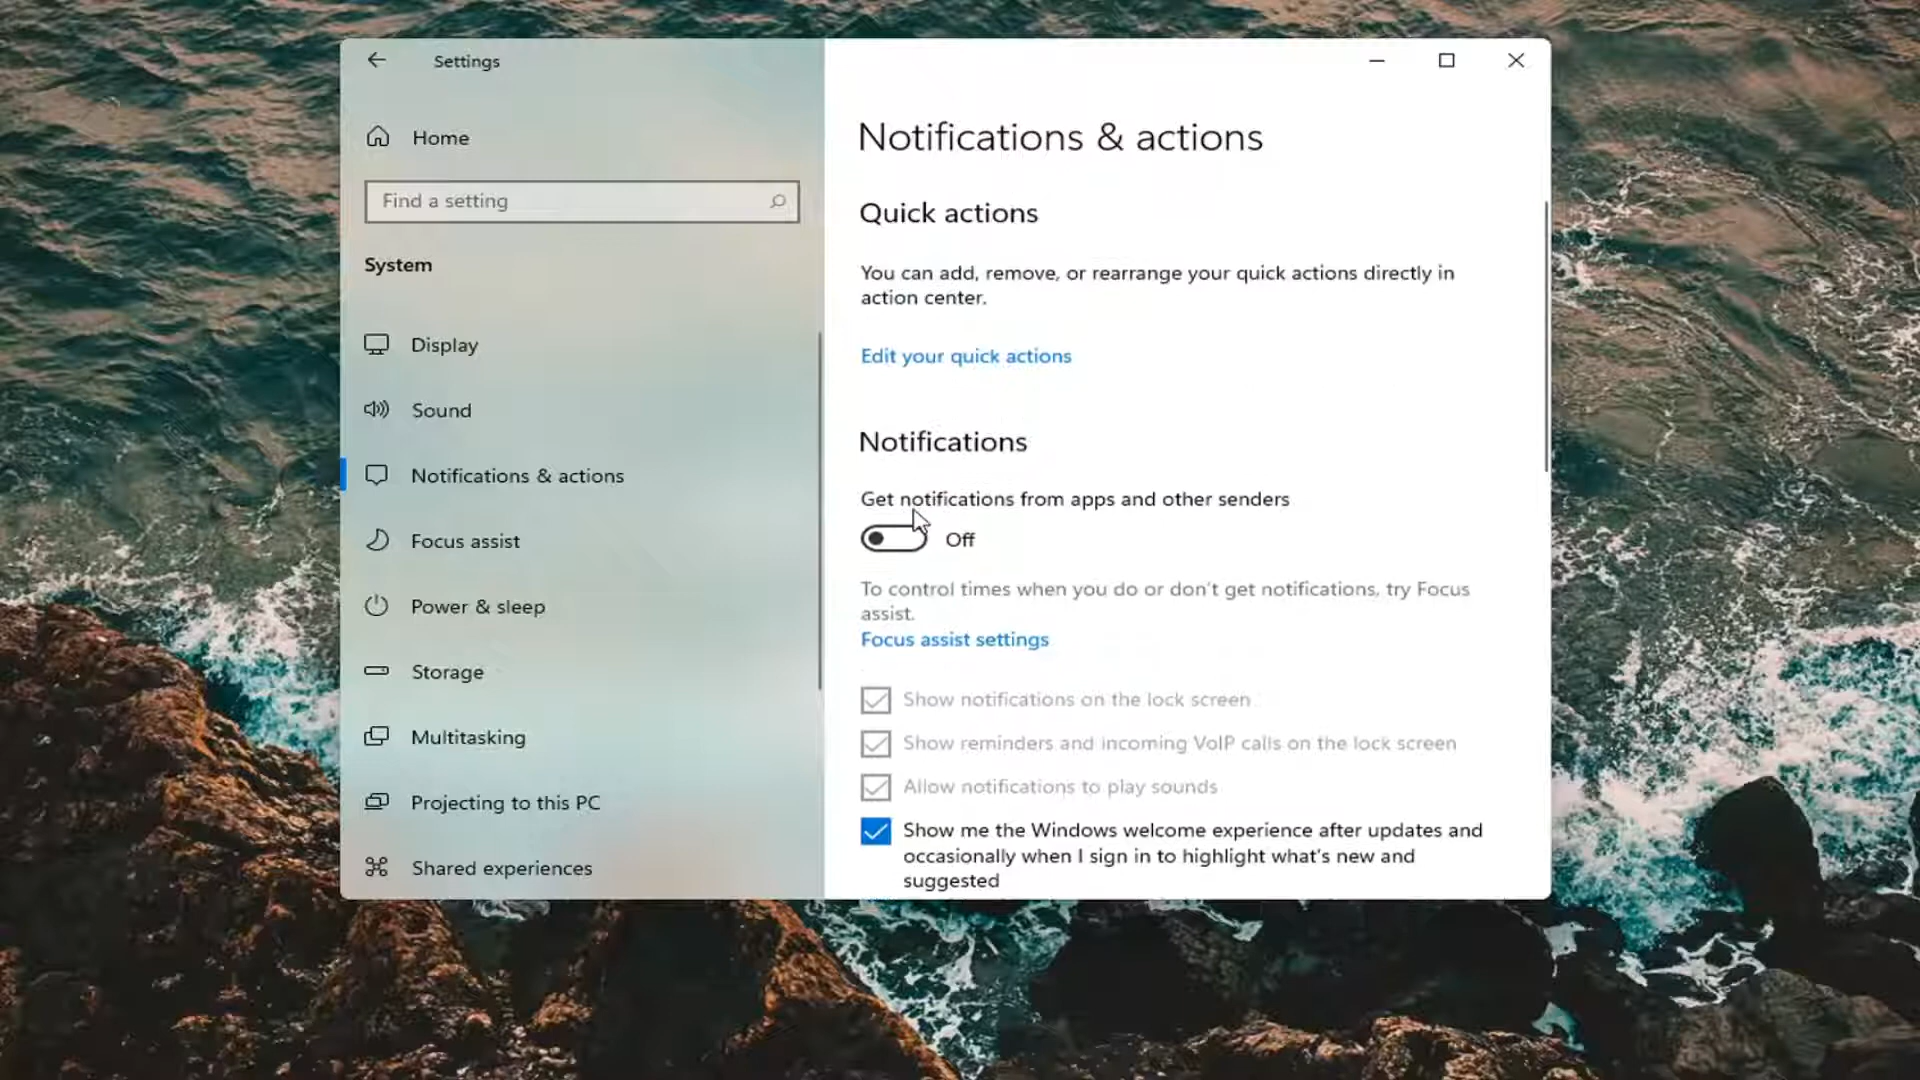 Settings
Home
Find a setting
System
Display
Sound
Notifications & actions
Focus assist
Power & sleep
Storage
Multitasking
Projecting to this PC
Shared experiences
Notifications & actions
Quick actions
You can add, remove, or rearrange your quick actions directly in
action center.
Edit your quick actions
Notifications
Get notifications from apps and other senders
Off
To control times when you do or don't get notifications, try Focus
assist.
Focus assist settings
Show notifications on the lock screen
Show reminders and incoming VoIP calls on the lock screen
Allow notifications to play sounds
Show me the Windows welcome experience after updates and
occasionally when I sign in to highlight what's new and
suggested